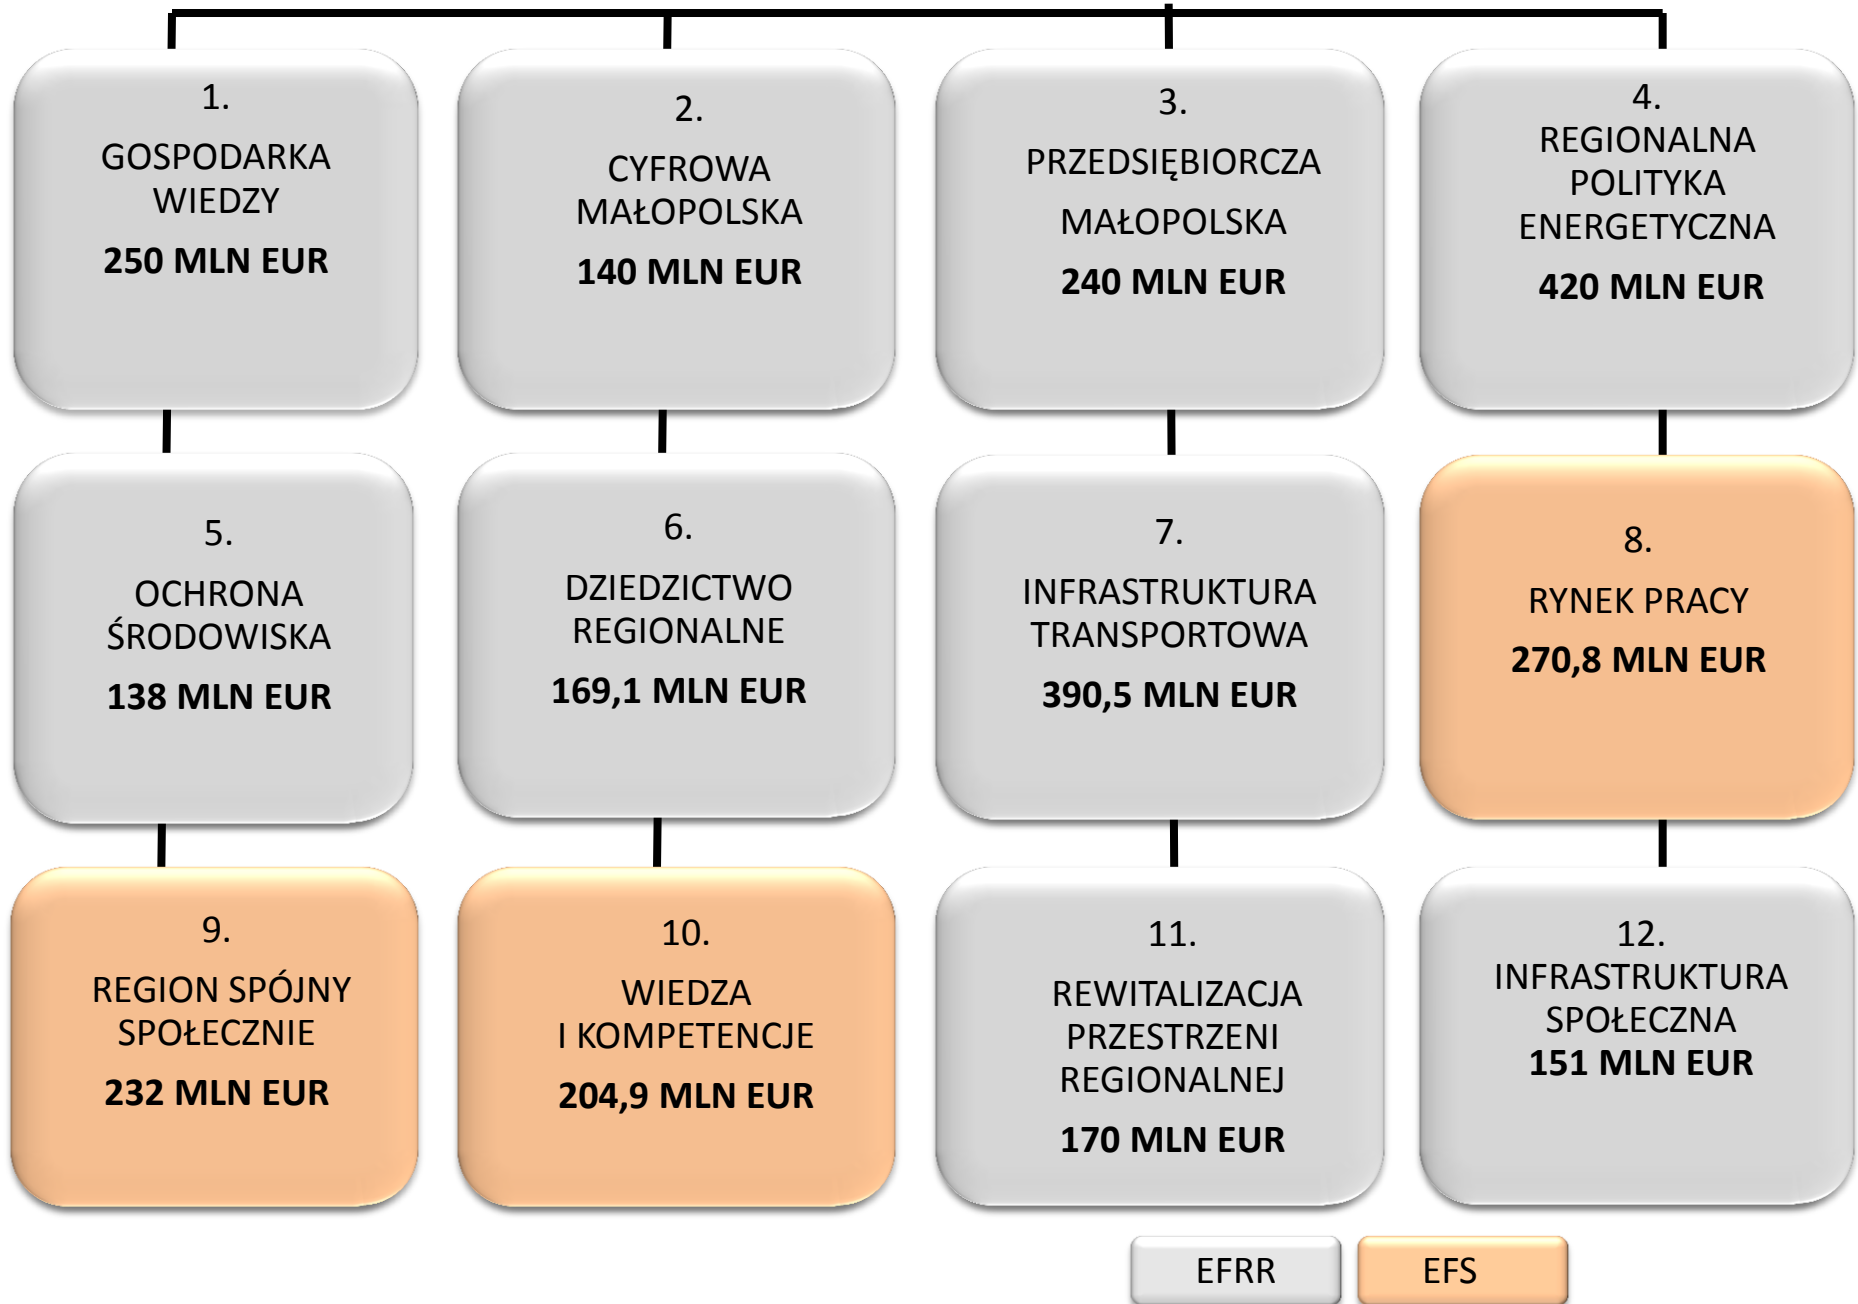 1.
GOSPODARKA
WIEDZY
250 MLN EUR
2.
CYFROWA
MAŁOPOLSKA
140 MLN EUR
3.
PRZEDSIĘBIORCZA
MAŁOPOLSKA
240 MLN EUR
4.
REGIONALNA
POLITYKA
ENERGETYCZNA
420 MLN EUR
5.
OCHRONA
ŚRODOWISKA
138 MLN EUR
6.
DZIEDZICTWO
REGIONALNE
169,1 MLN EUR
7.
INFRASTRUKTURA
TRANSPORTOWA
390,5 MLN EUR
8.
RYNEK PRACY
270,8 MLN EUR
9.
REGION SPÓJNY
SPOŁECZNIE
232 MLN EUR
10.
WIEDZA
I KOMPETENCJE
204,9 MLN EUR
11.
REWITALIZACJA
PRZESTRZENI
REGIONALNEJ
170 MLN EUR
12.
INFRASTRUKTURA
SPOŁECZNA
151 MLN EUR
EFRR
EFS